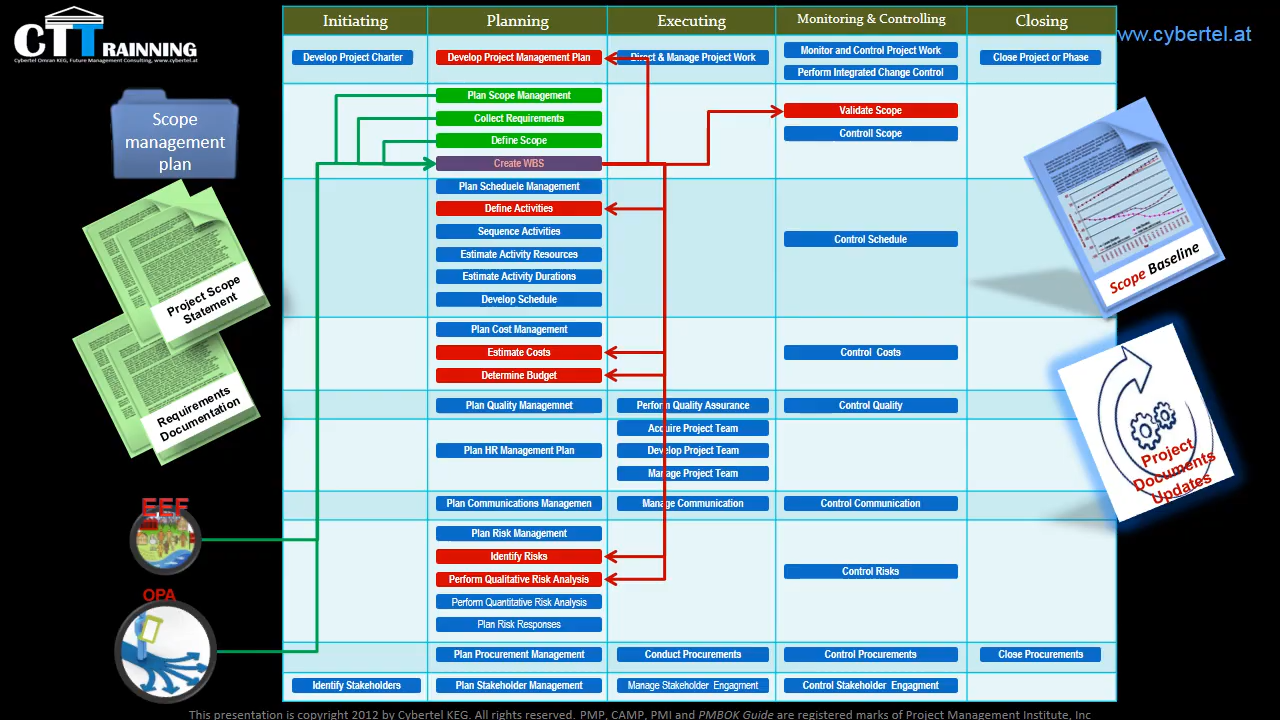 CTTRAINNING
Cybertel Omran KEG, Future Management Consulting, www.cybertel.at
www.cybertel.at
Initiating
Planning
Executing
Monitoring & Controlling
Closing
Develop Project Charter
Develop Project Management Plan
Direct & Manage Project Work
Monitor and Control Project Work
Perform Integrated Change Control
Close Project or Phase
Plan Scope Management
Collect Requirements
Define Scope
Create WBS
Validate Scope
Controll Scope
Plan Scheduele Management
Define Activities
Sequence Activities
Estimate Activity Resources
Estimate Activity Durations
Develop Schedule
Control Schedule
Plan Cost Management
Estimate Costs
Determine Budget
Control Costs
Plan Quality Managemnet
Perform Quality Assurance
Control Quality
Plan HR Management Plan
Acquire Project Team
Develop Project Team
Manage Project Team
Plan Communications Managemen
Manage Communication
Control Communication
Plan Risk Management
Identify Risks
Perform Qualitative Risk Analysis
Perform Quantitative Risk Analysis
Plan Risk Responses
Control Risks
Plan Procurement Management
Conduct Procurements
Control Procurements
Close Procurements
Identify Stakeholders
Plan Stakeholder Management
Manage Stakeholder Engagment
Control Stakeholder Engagment
Scope
management
plan
Project Scope
Statement
Requirements
Documentation
EEF
OPA
Scope Baseline
Project
Documents
Updates
This presentation is copyright 2012 by Cybertel KEG. All rights reserved. PMP, CAMP, PMI and PMBOK Guide are registered marks of Project Management Institute, Inc